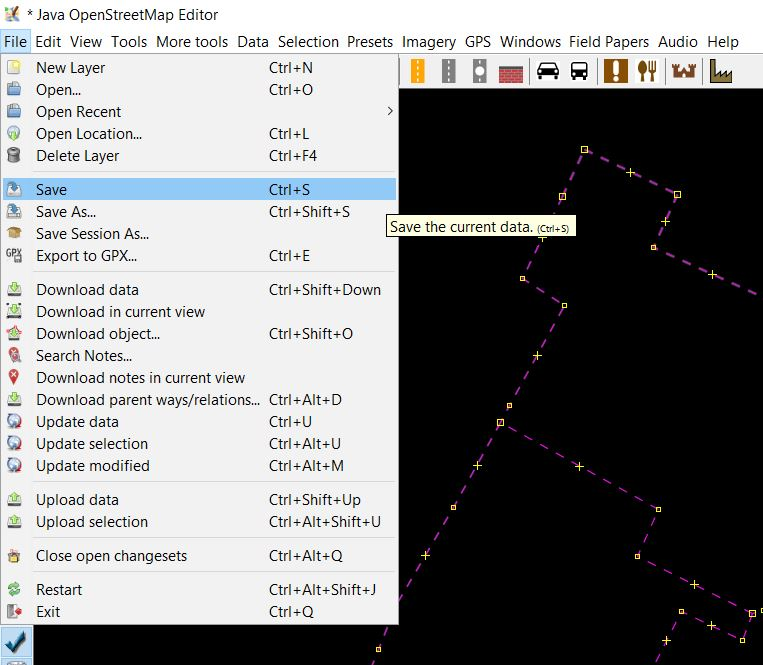 * Java OpenStreetMap Editor
File Edit View Tools More tools Data Selection Presets Imagery GPS Windows Field Papers Audio Help
New Layer Ctrl+N
Open... Ctrl+O
Open Recent
Open Location... Ctrl+L
Delete Layer Ctrl+F4
Save Ctrl+S
Save As... Ctrl+Shift+S
Save the current data. (Ctrl+S)
Save Session As...
GPX Export to GPX... Ctrl+E
Download data Ctrl+Shift+Down
Download in current view
Download object... Ctrl+Shift+O
Search Notes...
Download notes in current view
Download parent ways/relations... Ctrl+Alt+D
Update data Ctrl+U
Update selection Ctrl+Alt+U
Update modified Ctrl+Alt+M
Upload data Ctrl+Shift+Up
Upload selection Ctrl+Alt+Shift+U
Close open changesets Ctrl+Alt+Q
Restart Ctrl+Alt+Shift+J
Exit Ctrl+Q